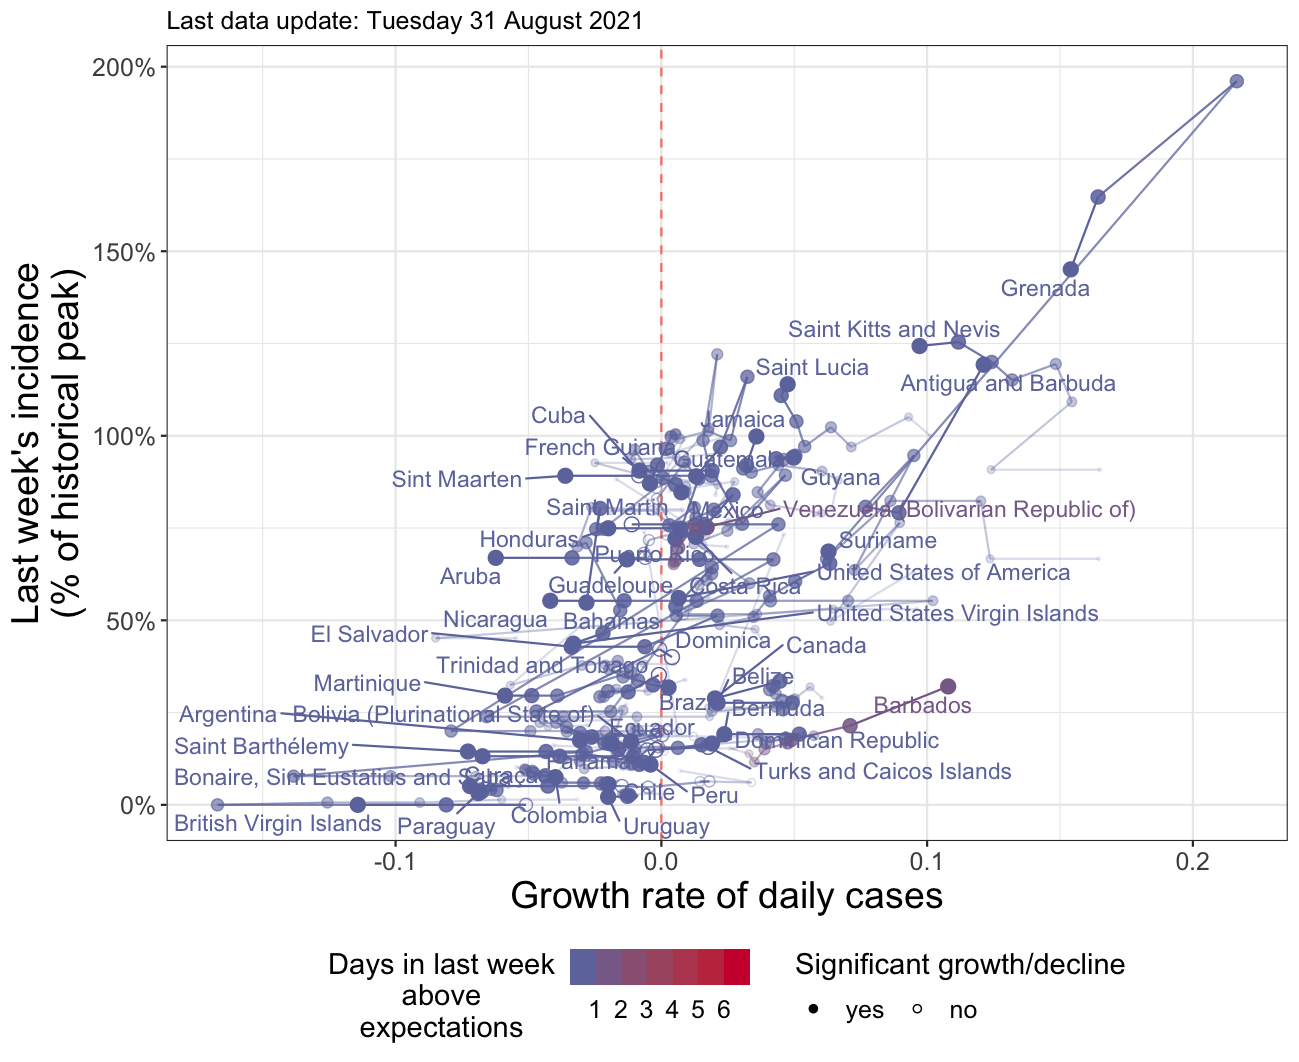 Last data update: Tuesday 31 August 2021
200%
150%
100%
50%
0%
Last week's incidence
(% of historical peak)
Grenada
Saint Kitts and Nevis
Saint Lucia
Antigua and Barbuda
Cuba
Jamaica
French Guiana
Guatemala
Sint Maarten
Guyana
Saint Martin
Mexico
Venezuela (Bolivarian Republic of)
Honduras
Suriname
Puerto Rico
Aruba
Guadeloupe
Costa Rica
United States of America
Nicaragua
Bahamas
United States Virgin Islands
El Salvador
Dominica
Canada
Trinidad and Tobago
Martinique
Belize
Brazil
Bermuda
Barbados
Argentina
Bolivia (Plurinational State of)
Ecuador
Dominican Republic
Saint Barthélemy
Panama
Turks and Caicos Islands
Bonaire, Sint Eustatius and Saba
Curaçao
Chile
Peru
Colombia
British Virgin Islands
Paraguay
Uruguay
-0.1
0.0
0.1
0.2
Growth rate of daily cases
Days in last week
above
expectations
1 2 3 4 5 6
Significant growth/decline
yes
no